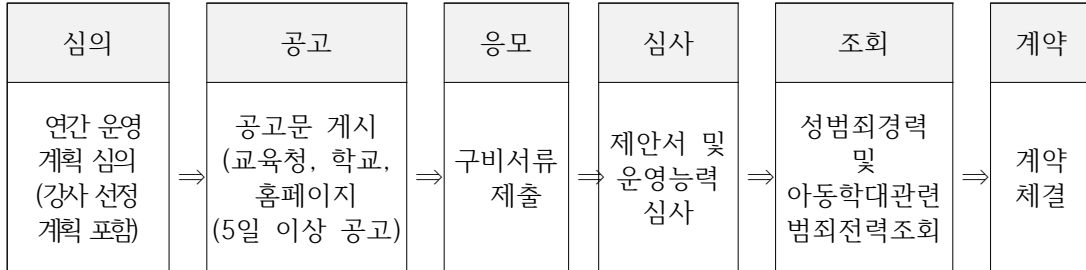 심의
연간 운영
계획 심의
(강사 선정
계획 포함)
⇒
공고
공고문 게시
(교육청, 학교,
홈페이지
(5일 이상 공고)
⇒
응모
구비서류
제출
⇒
심사
제안서 및
운영능력
심사
⇒
조회
성범죄경력
및
아동학대관련
범죄전력조회
⇒
계약
계약
체결